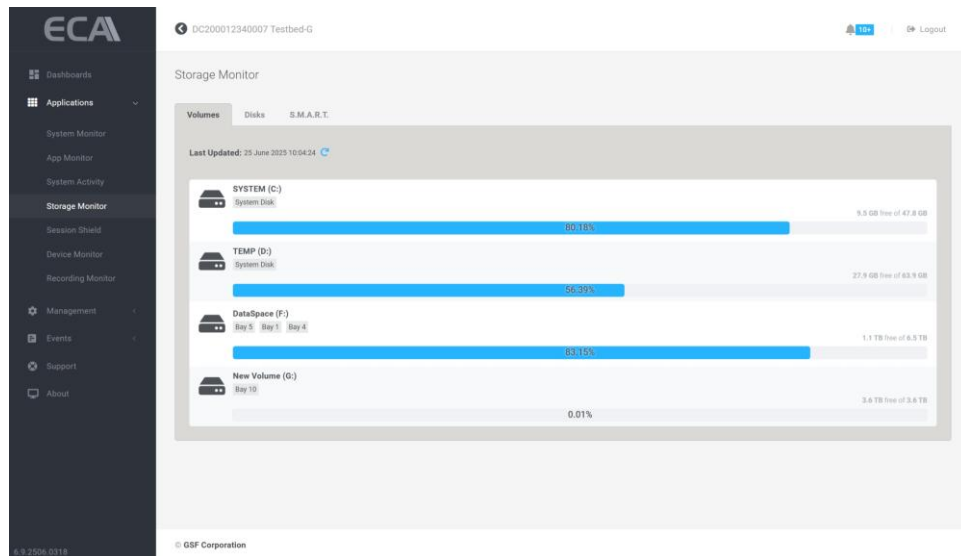 ECA
DC200012340007 Testbed-G
10+
Logout
Dashboards
Applications
System Monitor
App Monitor
System Activity
Storage Monitor
Session Shield
Device Monitor
Recording Monitor
Management
Events
Support
About
6.9.2506.0318
Storage Monitor
Volumes Disks S.M.A.R.T.
Last Updated: 25 June 2025 10:04:24
SYSTEM (C:)
System Disk
9.5 GB free of 47.8 GB
80.18%
TEMP (D:)
System Disk
27.9 GB free of 63.9 GB
56.39%
DataSpace (F:)
Bay 5 Bay 1 Bay 4
1.1 TB free of 6.5 TB
83.15%
New Volume (G:)
Bay 10
3.6 TB free of 3.6 TB
0.01%
© GSF Corporation